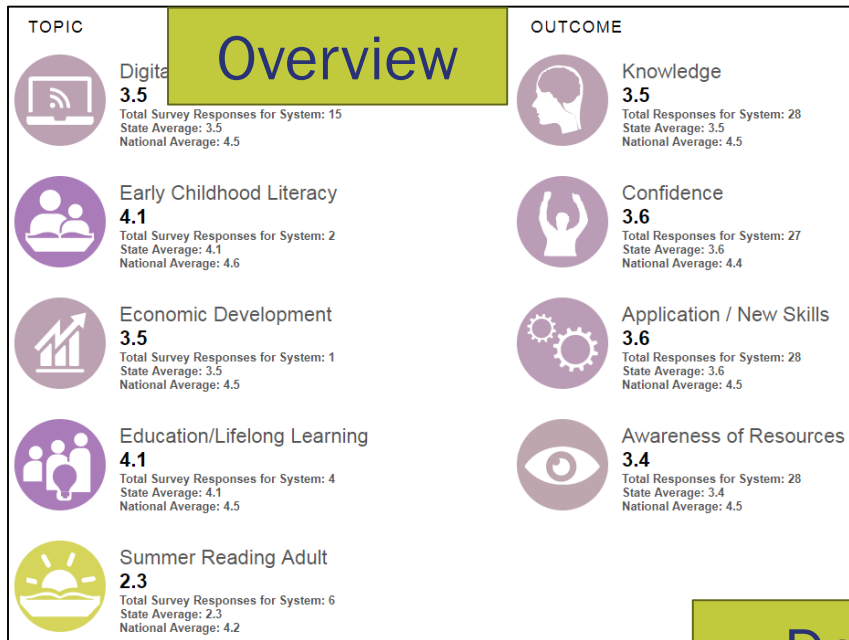 TOPIC
Overview
3.5
Total Survey Responses for System: 15
State Average: 3.5
National Average: 4.5
Early Childhood Literacy
4.1
Total Survey Responses for System: 2
State Average: 4.1
National Average: 4.6
Economic Development
3.5
Total Survey Responses for System: 1
State Average: 3.5
National Average: 4.5
Education/Lifelong Learning
4.1
Total Survey Responses for System: 4
State Average: 4.1
National Average: 4.5
Summer Reading Adult
2.3
Total Survey Responses for System: 6
State Average: 2.3
National Average: 4.2
OUTCOME
Knowledge
3.5
Total Responses for System: 28
State Average: 3.5
National Average: 4.5
Confidence
3.6
Total Responses for System: 27
State Average: 3.6
National Average: 4.4
Application / New Skills
3.6
Total Responses for System: 28
State Average: 3.6
National Average: 4.5
Awareness of Resources
3.4
Total Responses for System: 28
State Average: 3.4
National Average: 4.5